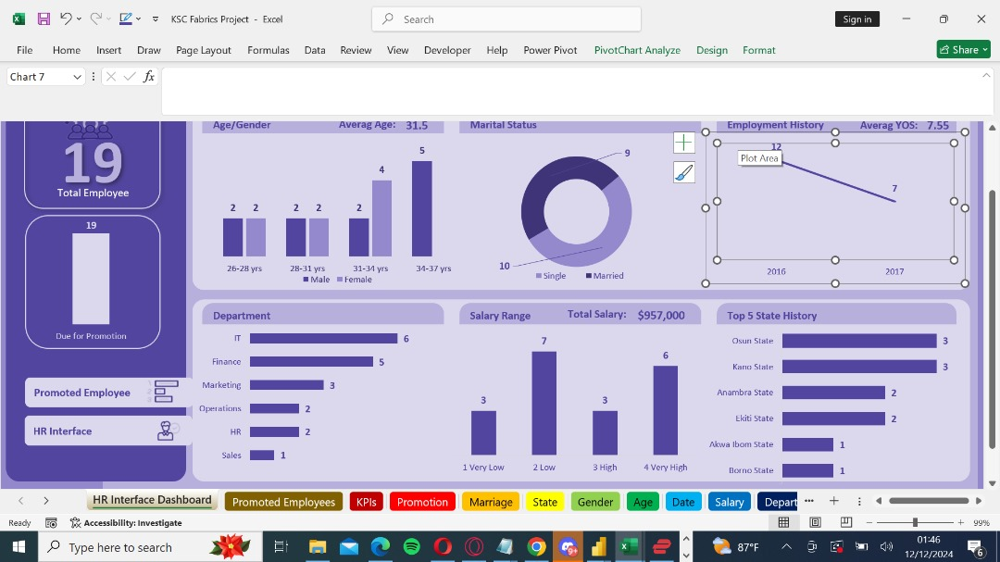 KSC Fabrics Project - Excel
Search
Sign in
File Home Insert Draw Page Layout Formulas Data Review View Developer Help Power Pivot PivotChart Analyze Design Format
Share
Chart 7
fx
19
Total Employee
19
Due for Promotion
Promoted Employee
HR Interface
Age/Gender Averag Age: 31.5
2 2 2 2 2 4 5
26-28 yrs 28-31 yrs 31-34 yrs 34-37 yrs
Male Female
Marital Status
9
10
Single Married
Employment History Averag YOS: 7.55
12
Plot Area
7
2016 2017
Department
IT 6
Finance 5
Marketing 3
Operations 2
HR 2
Sales 1
Salary Range Total Salary: $957,000
3 7 3 6
1 Very Low 2 Low 3 High 4 Very High
Top 5 State History
Osun State 3
Kano State 3
Anambra State 2
Ekiti State 2
Akwa Ibom State 1
Borno State 1
HR Interface Dashboard Promoted Employees KPIs Promotion Marriage State Gender Age Date Salary Depart ...
Ready Accessibility: Investigate 99%
Type here to search
87°F
01:46
12/12/2024
6